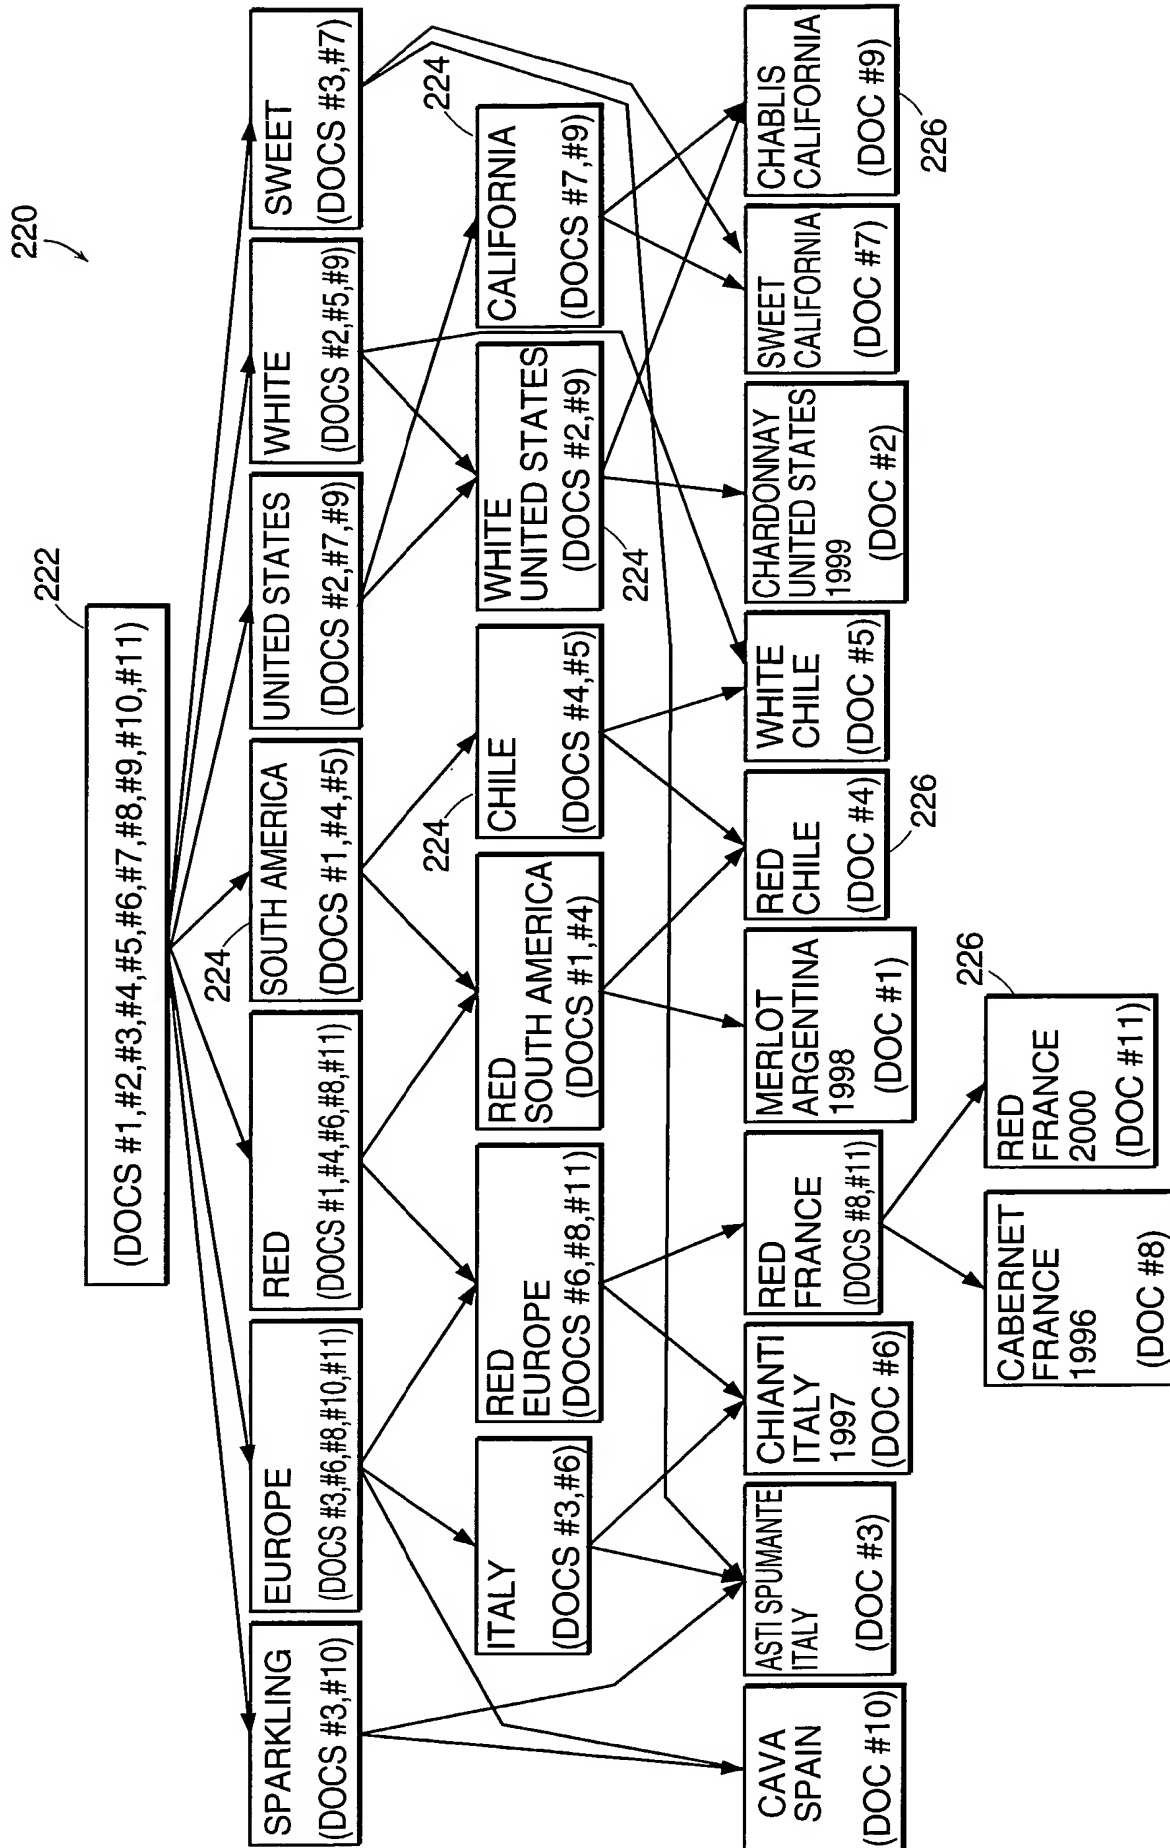 220
222
(DOCS #1,#2,#3,#4,#5,#6,#7,#8,#9,#10,#11)
SPARKLING
(DOCS #3,#10)
EUROPE
(DOCS #3,#6,#8,#10,#11)
RED
(DOCS #1,#4,#6,#8,#11)
224
SOUTH AMERICA
(DOCS #1,#4,#5)
UNITED STATES
(DOCS #2,#7,#9)
WHITE
(DOCS #2,#5,#9)
SWEET
(DOCS #3,#7)
ITALY
(DOCS #3,#6)
RED
EUROPE
(DOCS #6,#8,#11)
RED
SOUTH AMERICA
(DOCS #1,#4)
224
CHILE
(DOCS #4,#5)
WHITE
UNITED STATES
(DOCS #2,#9)
224
224
CALIFORNIA
(DOCS #7,#9)
CAVA
SPAIN
(DOC #10)
ASTI SPUMANTE
ITALY
(DOC #3)
CHIANTI
ITALY
1997
(DOC #6)
RED
FRANCE
(DOCS #8,#11)
MERLOT
ARGENTINA
1998
(DOC #1)
RED
CHILE
(DOC #4)
226
WHITE
CHILE
(DOC #5)
CHARDONNAY
UNITED STATES
1999
(DOC #2)
SWEET
CALIFORNIA
(DOC #7)
CHABLIS
CALIFORNIA
(DOC #9)
226
CABERNET
FRANCE
1996
(DOC #8)
226
RED
FRANCE
2000
(DOC #11)